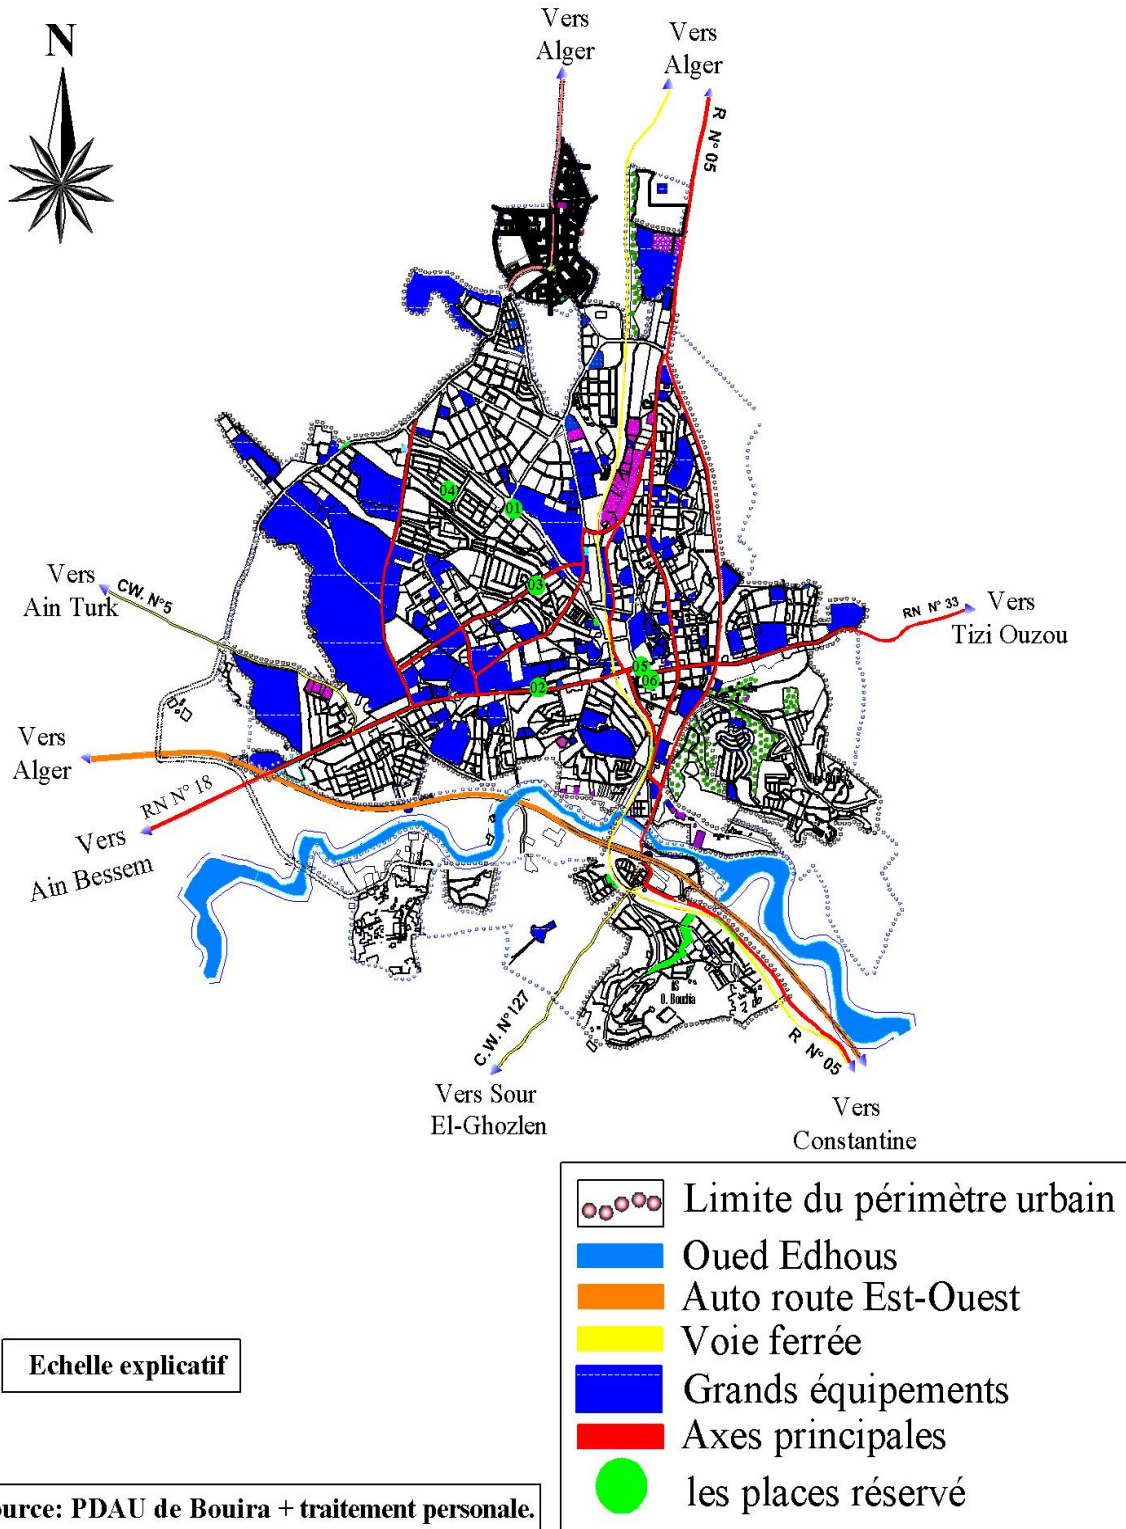 N
Vers
Alger
Vers
Alger
R N° 05
04
01
03
05
06
02
Vers
Ain Turk
CW. N°5
RN N° 33
Vers
Tizi Ouzou
Vers
Alger
RN N° 18
Vers
Ain Bessem
O. Bouchia
C.W. N°127
R N° 05
Vers Sour
El-Ghozlen
Vers
Constantine
Limite du périmètre urbain
Oued Edhous
Auto route Est-Ouest
Voie ferrée
Grands équipements
Axes principales
les places réservé
Echelle explicatif
ource: PDAU de Bouira + traitement personale.